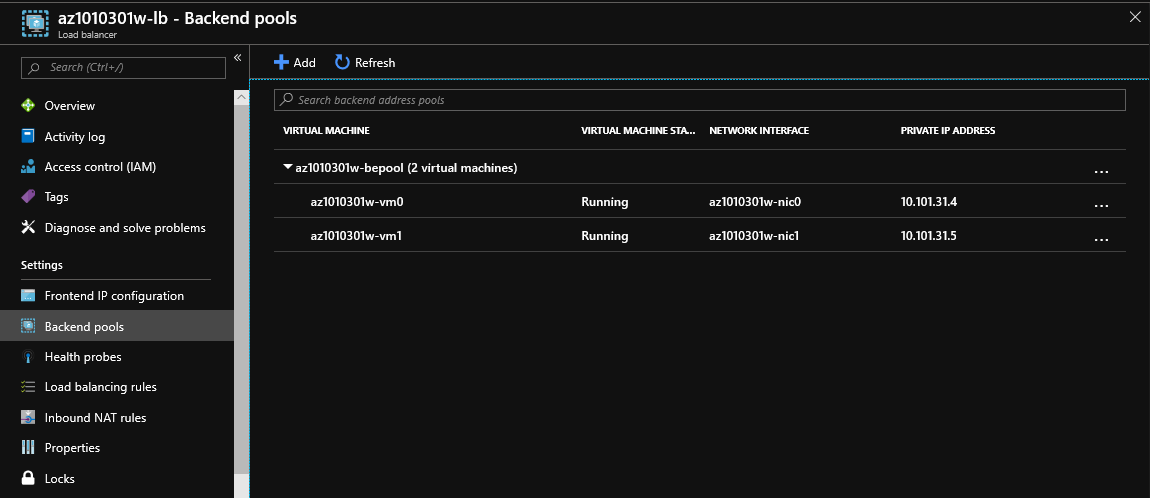 az1010301w-lb - Backend pools
Load balancer
Search (Ctrl+/)
Overview
Activity log
Access control (IAM)
Tags
Diagnose and solve problems
Settings
Frontend IP configuration
Backend pools
Health probes
Load balancing rules
Inbound NAT rules
Properties
Locks
Add Refresh
Search backend address pools
VIRTUAL MACHINE VIRTUAL MACHINE STA... NETWORK INTERFACE PRIVATE IP ADDRESS
az1010301w-bepool (2 virtual machines) ...
az1010301w-vm0 Running az1010301w-nic0 10.101.31.4 ...
az1010301w-vm1 Running az1010301w-nic1 10.101.31.5 ...